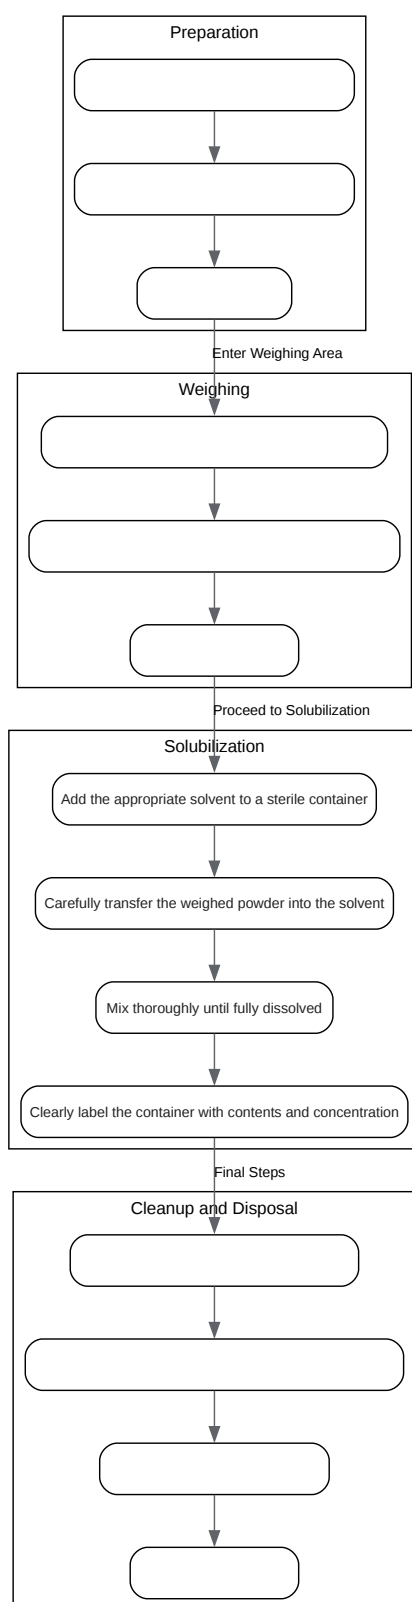 Preparation
Enter Weighing Area
Weighing
Proceed to Solubilization
Solubilization
Add the appropriate solvent to a sterile container
Carefully transfer the weighed powder into the solvent
Mix thoroughly until fully dissolved
Clearly label the container with contents and concentration
Final Steps
Cleanup and Disposal